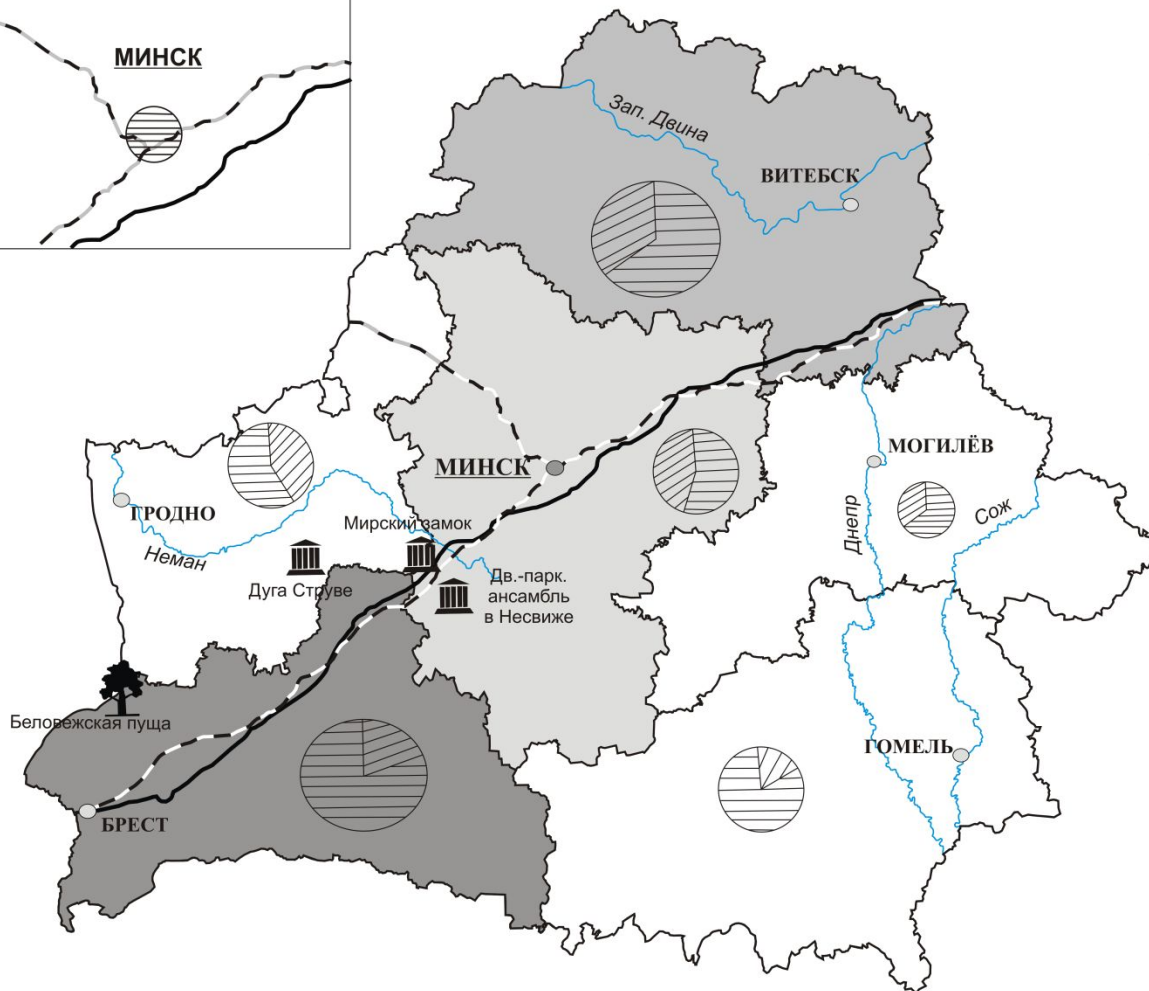 МИНСК
Зап. Двина
ВИТЕБСК
МИНСК
МОГИЛЁВ
Днепр
Сож
ГРОДНО
Неман
Мирский замок
Дуга Струве
Дв.-парк.
ансамбль
в Несвиже
Беловежская пуща
ГОМЕЛЬ
БРЕСТ